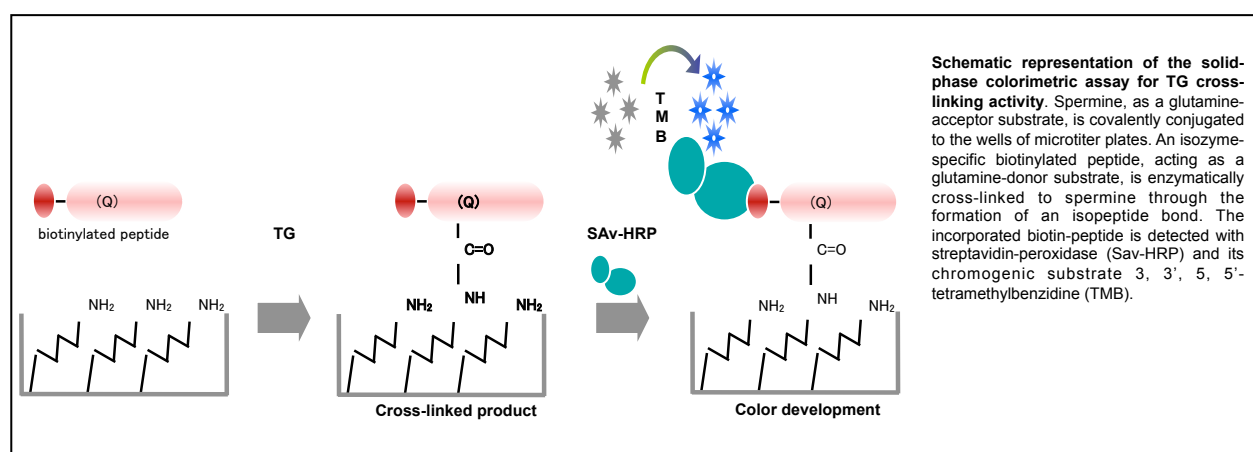 T
M
B
(Q)
biotinylated peptide
NH₂ NH₂ NH₂
TG
(Q)
C=O
NH
NH₂ NH₂
Cross-linked product
SAv-HRP
(Q)
C=O
NH₂ NH NH₂
Color development
Schematic representation of the solid-
phase colorimetric assay for TG cross-
linking activity. Spermine, as a glutamine-
acceptor substrate, is covalently conjugated
to the wells of microtiter plates. An isozyme-
specific biotinylated peptide, acting as a
glutamine-donor substrate, is enzymatically
cross-linked to spermine through the
formation of an isopeptide bond. The
incorporated biotin-peptide is detected with
streptavidin-peroxidase (Sav-HRP) and its
chromogenic substrate 3, 3’, 5, 5’-
tetramethylbenzidine (TMB).